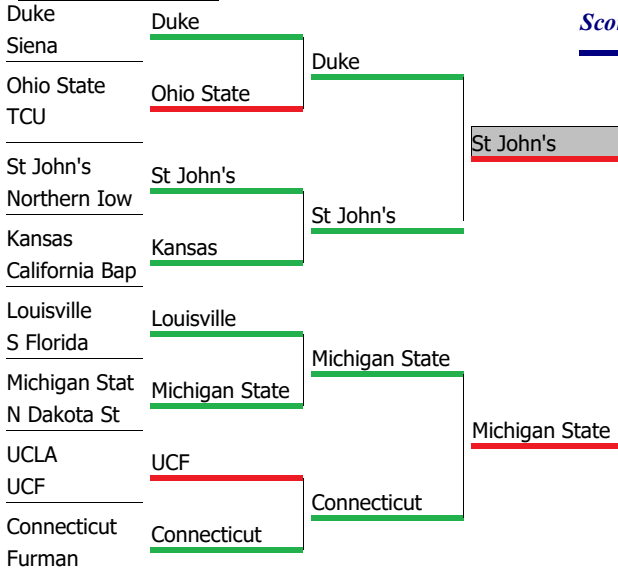 Duke
Siena
Ohio State
TCU
St John's
Northern Iow
Kansas
California Bap
Louisville
S Florida
Michigan Stat
N Dakota St
UCLA
UCF
Connecticut
Furman
Duke
Ohio State
St John's
Kansas
Louisville
Michigan State
UCF
Connecticut
Duke
St John's
Michigan State
Connecticut
St John's
Michigan State